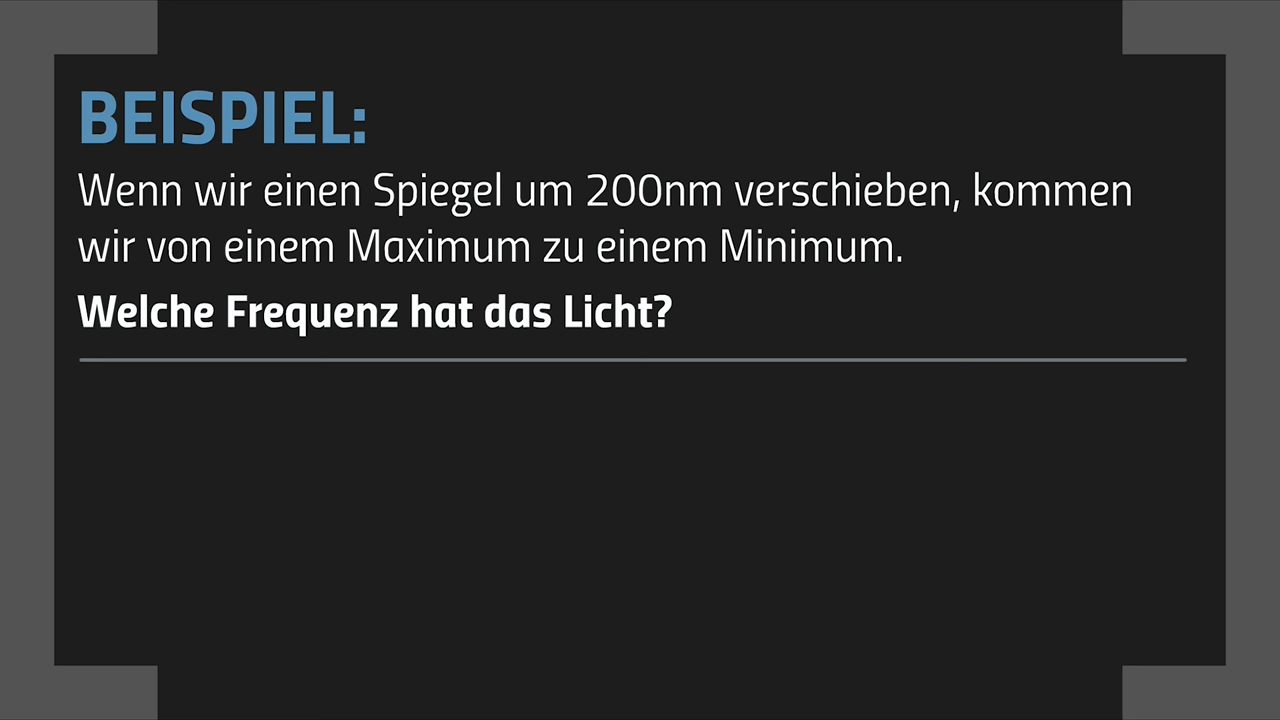 BEISPIEL:
Wenn wir einen Spiegel um 200nm verschieben, kommen
wir von einem Maximum zu einem Minimum.
Welche Frequenz hat das Licht?